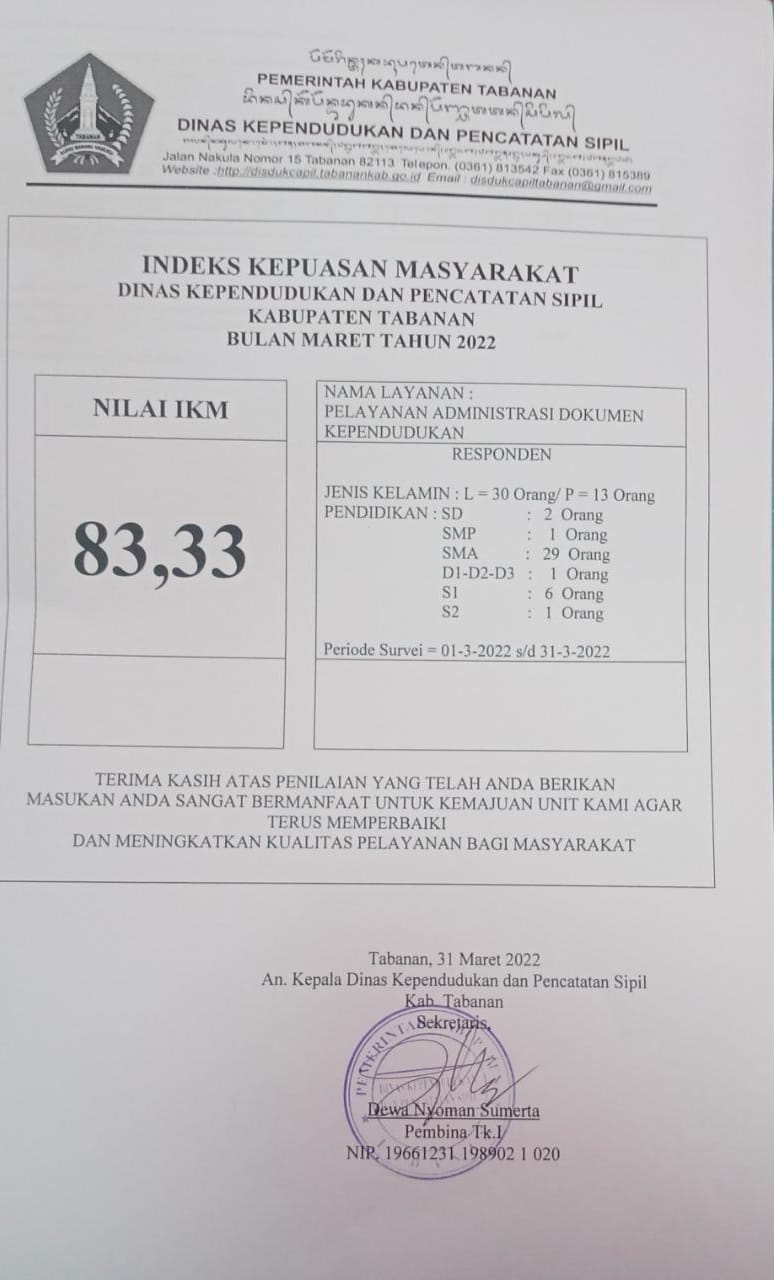 PEMERINTAH KABUPATEN TABANAN
DINAS KEPENDUDUKAN DAN PENCATATAN SIPIL
Jalan Nakula Nomor 15 Tabanan 82113 Telepon. (0361) 813542 Fax (0361) 815389
Website :http://disdukcapil.tabanankab.go.id Email : disdukcapiltabanan@gmail.com
TABANAN
INDEKS KEPUASAN MASYARAKAT
DINAS KEPENDUDUKAN DAN PENCATATAN SIPIL
KABUPATEN TABANAN
BULAN MARET TAHUN 2022
NILAI IKM
83,33
NAMA LAYANAN :
PELAYANAN ADMINISTRASI DOKUMEN
KEPENDUDUKAN
RESPONDEN
JENIS KELAMIN : L = 30 Orang/ P = 13 Orang
PENDIDIKAN : SD : 2 Orang
SMP : 1 Orang
SMA : 29 Orang
D1-D2-D3 : 1 Orang
S1 : 6 Orang
S2 : 1 Orang
Periode Survei = 01-3-2022 s/d 31-3-2022
TERIMA KASIH ATAS PENILAIAN YANG TELAH ANDA BERIKAN
MASUKAN ANDA SANGAT BERMANFAAT UNTUK KEMAJUAN UNIT KAMI AGAR
TERUS MEMPERBAIKI
DAN MENINGKATKAN KUALITAS PELAYANAN BAGI MASYARAKAT
Tabanan, 31 Maret 2022
An. Kepala Dinas Kependudukan dan Pencatatan Sipil
Kab. Tabanan
Sekretaris,
Dewa Nyoman Sumerta
Pembina Tk.I
NIP. 19661231 198902 1 020